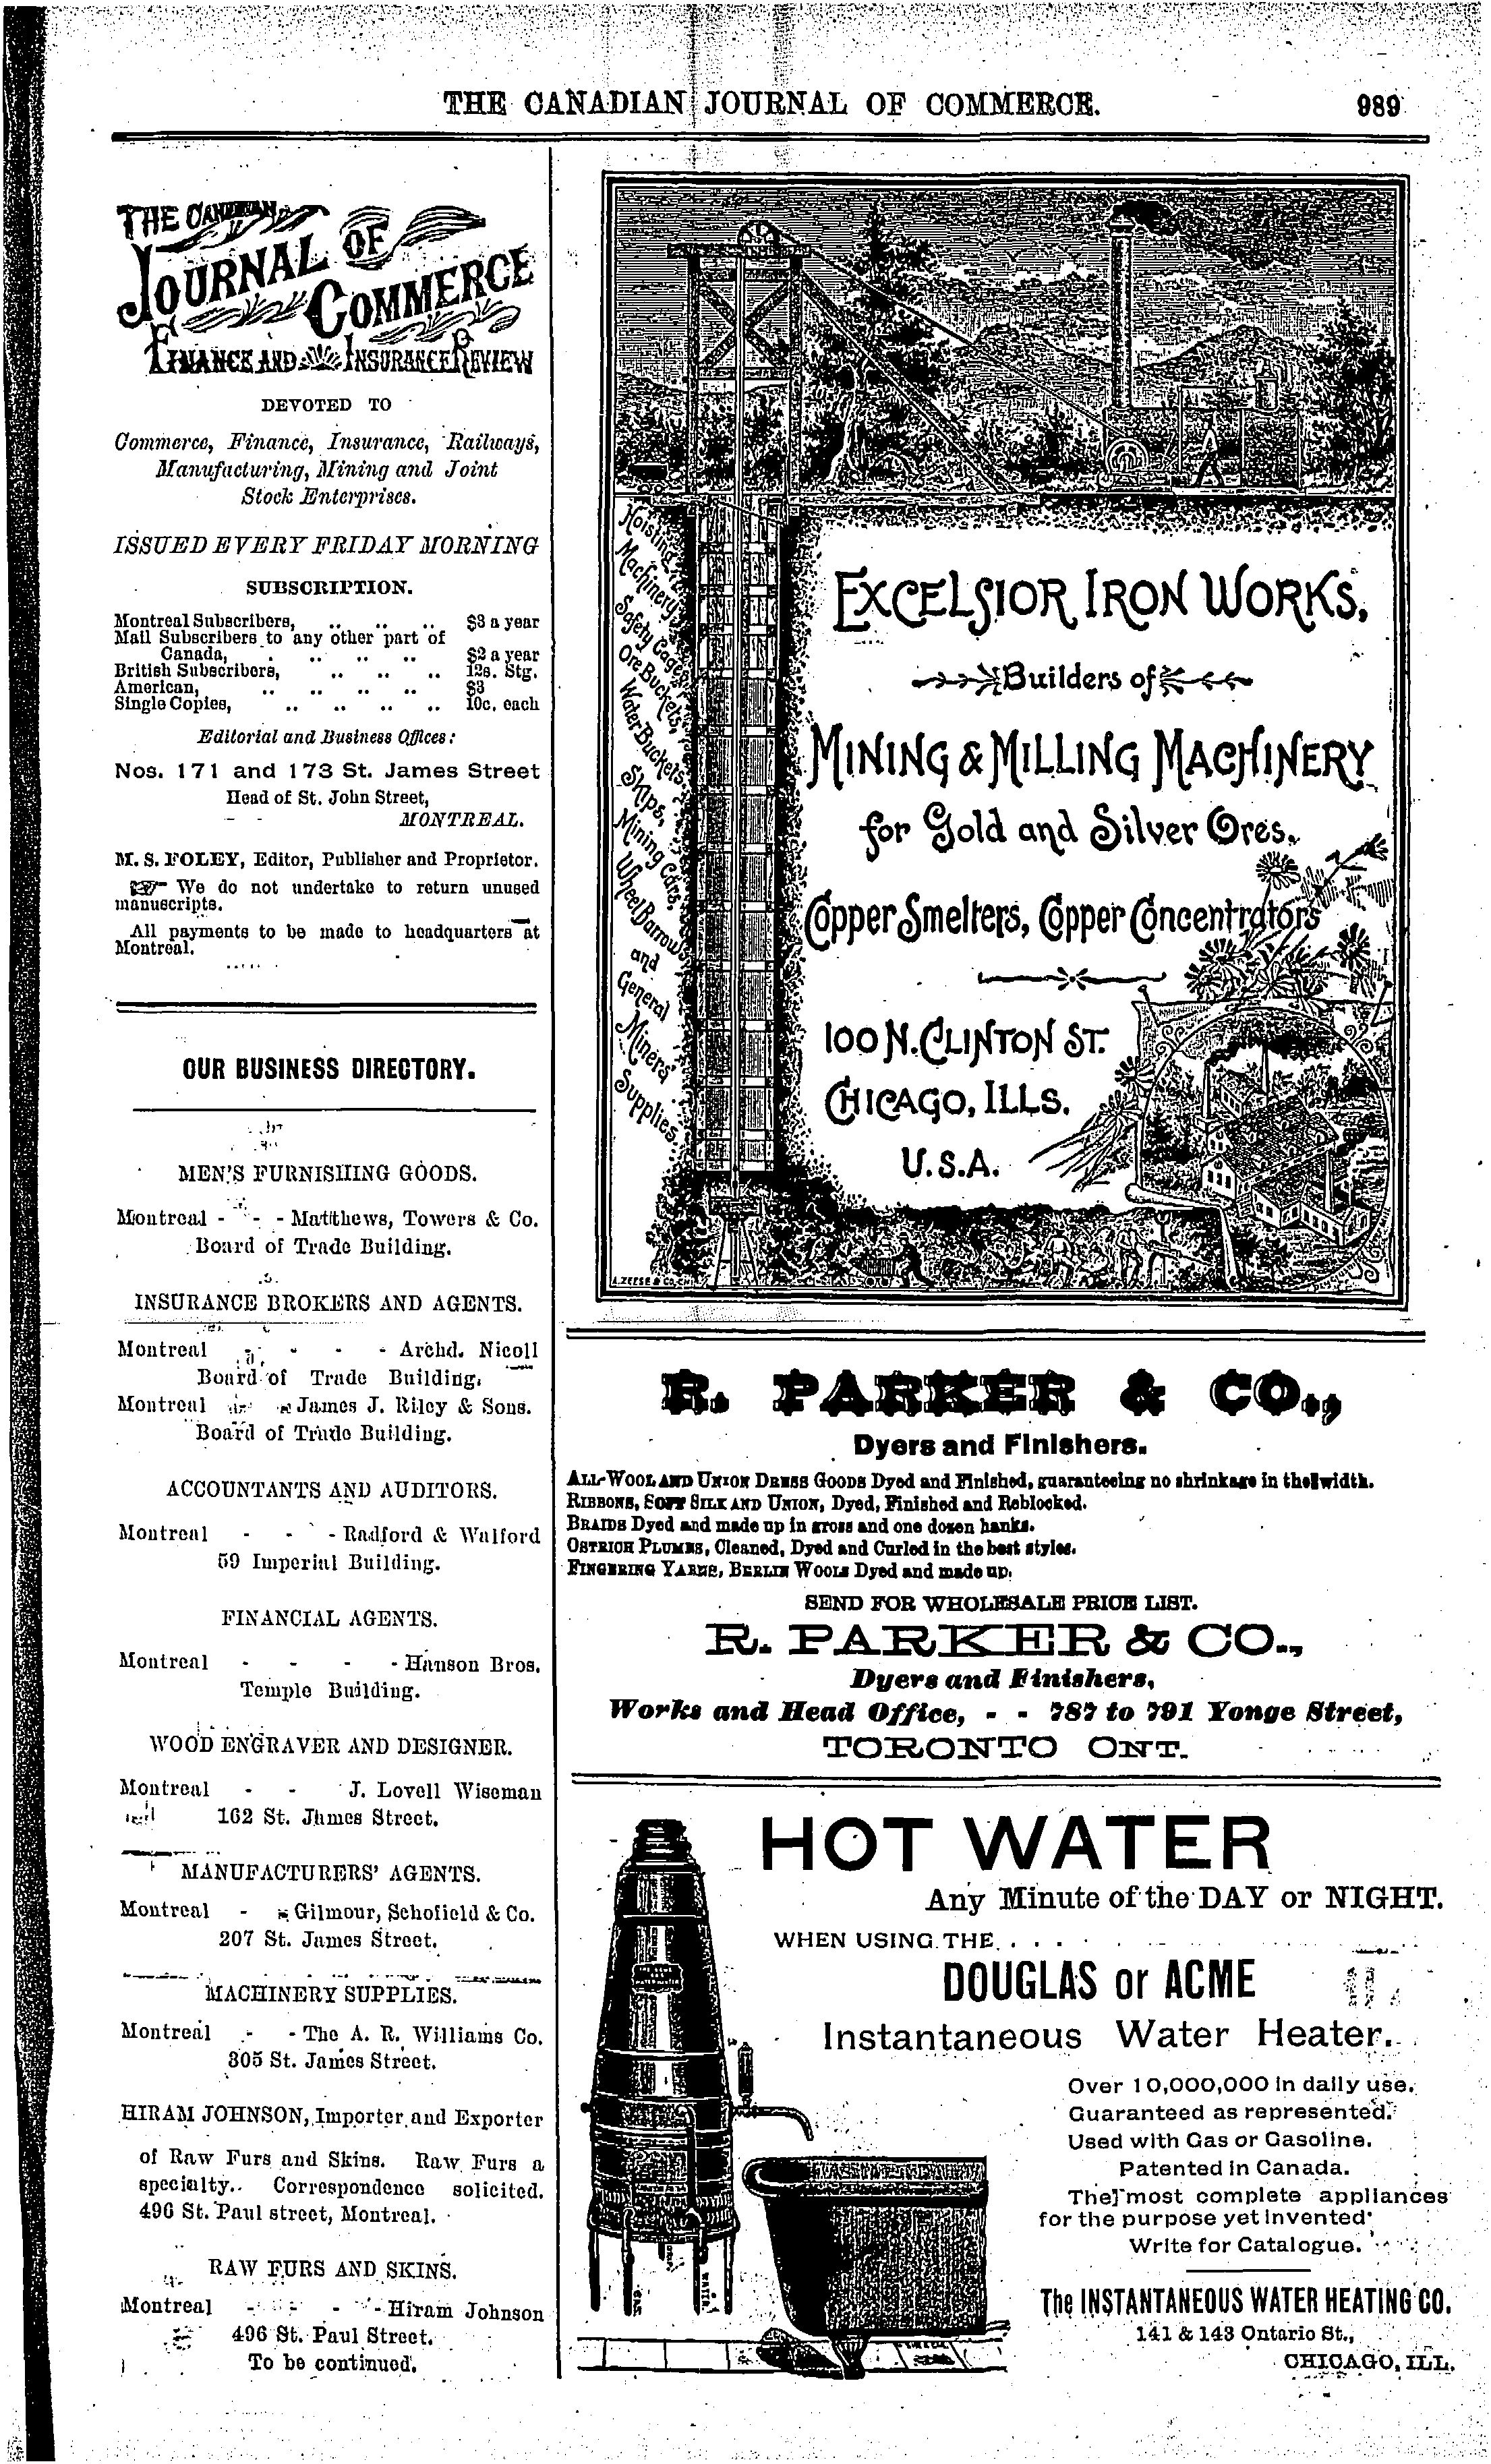 THE CANADIAN JOURNAL OF COMMERCE. 989
THE CANADIAN
JOURNAL OF
COMMERCE
FINANCE AND INSURANCE REVIEW
DEVOTED TO
Commerce, Finance, Insurance, Railways,
Manufacturing, Mining and Joint
Stock Enterprises.
ISSUED EVERY FRIDAY MORNING
SUBSCRIPTION.
Montreal Subscribers, .. .. .. $3 a year
Mail Subscribers to any other part of
Canada, . .. .. .. $2 a year
British Subscribers, .. .. .. 12s. Stg.
American, .. .. .. .. $3
Single Copies, .. .. .. .. 10c. each
Editorial and Business Offices:
Nos. 171 and 173 St. James Street
Head of St. John Street,
MONTREAL.
M. S. FOLEY, Editor, Publisher and Proprietor.
☞ We do not undertake to return unused
manuscripts.
All payments to be made to headquarters at
Montreal.
OUR BUSINESS DIRECTORY.
MEN'S FURNISHING GOODS.
Montreal - - - Matthews, Towers & Co.
Board of Trade Building.
INSURANCE BROKERS AND AGENTS.
Montreal - - - Archd. Nicoll
Board of Trade Building.
Montreal - - James J. Riley & Sons.
Board of Trade Building.
ACCOUNTANTS AND AUDITORS.
Montreal - - - Radford & Walford
59 Imperial Building.
FINANCIAL AGENTS.
Montreal - - - - Hanson Bros.
Temple Building.
WOOD ENGRAVER AND DESIGNER.
Montreal - - J. Lovell Wiseman
162 St. James Street.
MANUFACTURERS' AGENTS.
Montreal - - Gilmour, Schofield & Co.
207 St. James Street.
MACHINERY SUPPLIES.
Montreal - - The A. R. Williams Co.
305 St. James Street.
HIRAM JOHNSON, Importer and Exporter
of Raw Furs and Skins. Raw Furs a
specialty. Correspondence solicited.
496 St. Paul street, Montreal.
RAW FURS AND SKINS.
Montreal - - - Hiram Johnson
496 St. Paul Street.
To be continued.
Hoisting
Machinery
Safety Cages
Ore Buckets,
Water Buckets,
Skips,
Mining Cars,
Wheel Barrows
and
General
Miners'
Supplies.
EXCELSIOR IRON WORKS,
Builders of
MINING & MILLING MACHINERY
for Gold and Silver Ores.
Copper Smelters, Copper Concentrators
100 N. CLINTON ST.
CHICAGO, ILLS.
U.S.A.
A. ZEESE & CO. CHI.
R. PARKER & CO.,
Dyers and Finishers.
ALL-WOOL AND UNION DRESS GOODS Dyed and Finished, guaranteeing no shrinkage in the width.
RIBBONS, SOFT SILK AND UNION, Dyed, Finished and Reblocked.
BRAIDS Dyed and made up in gross and one dozen hanks.
OSTRICH PLUMES, Cleaned, Dyed and Curled in the best styles.
FINGERING YARNS, BERLIN WOOLS Dyed and made up.
SEND FOR WHOLESALE PRICE LIST.
R. PARKER & CO.,
Dyers and Finishers,
Works and Head Office, - - 787 to 791 Yonge Street,
TORONTO ONT.
HOT WATER
Any Minute of the DAY or NIGHT.
WHEN USING THE. . . .
DOUGLAS or ACME
Instantaneous Water Heater.
Over 10,000,000 in daily use.
Guaranteed as represented.
Used with Gas or Gasoline.
Patented in Canada.
The most complete appliances
for the purpose yet invented
Write for Catalogue.
The INSTANTANEOUS WATER HEATING CO.
141 & 143 Ontario St.,
CHICAGO, ILL.
GAS
WATER